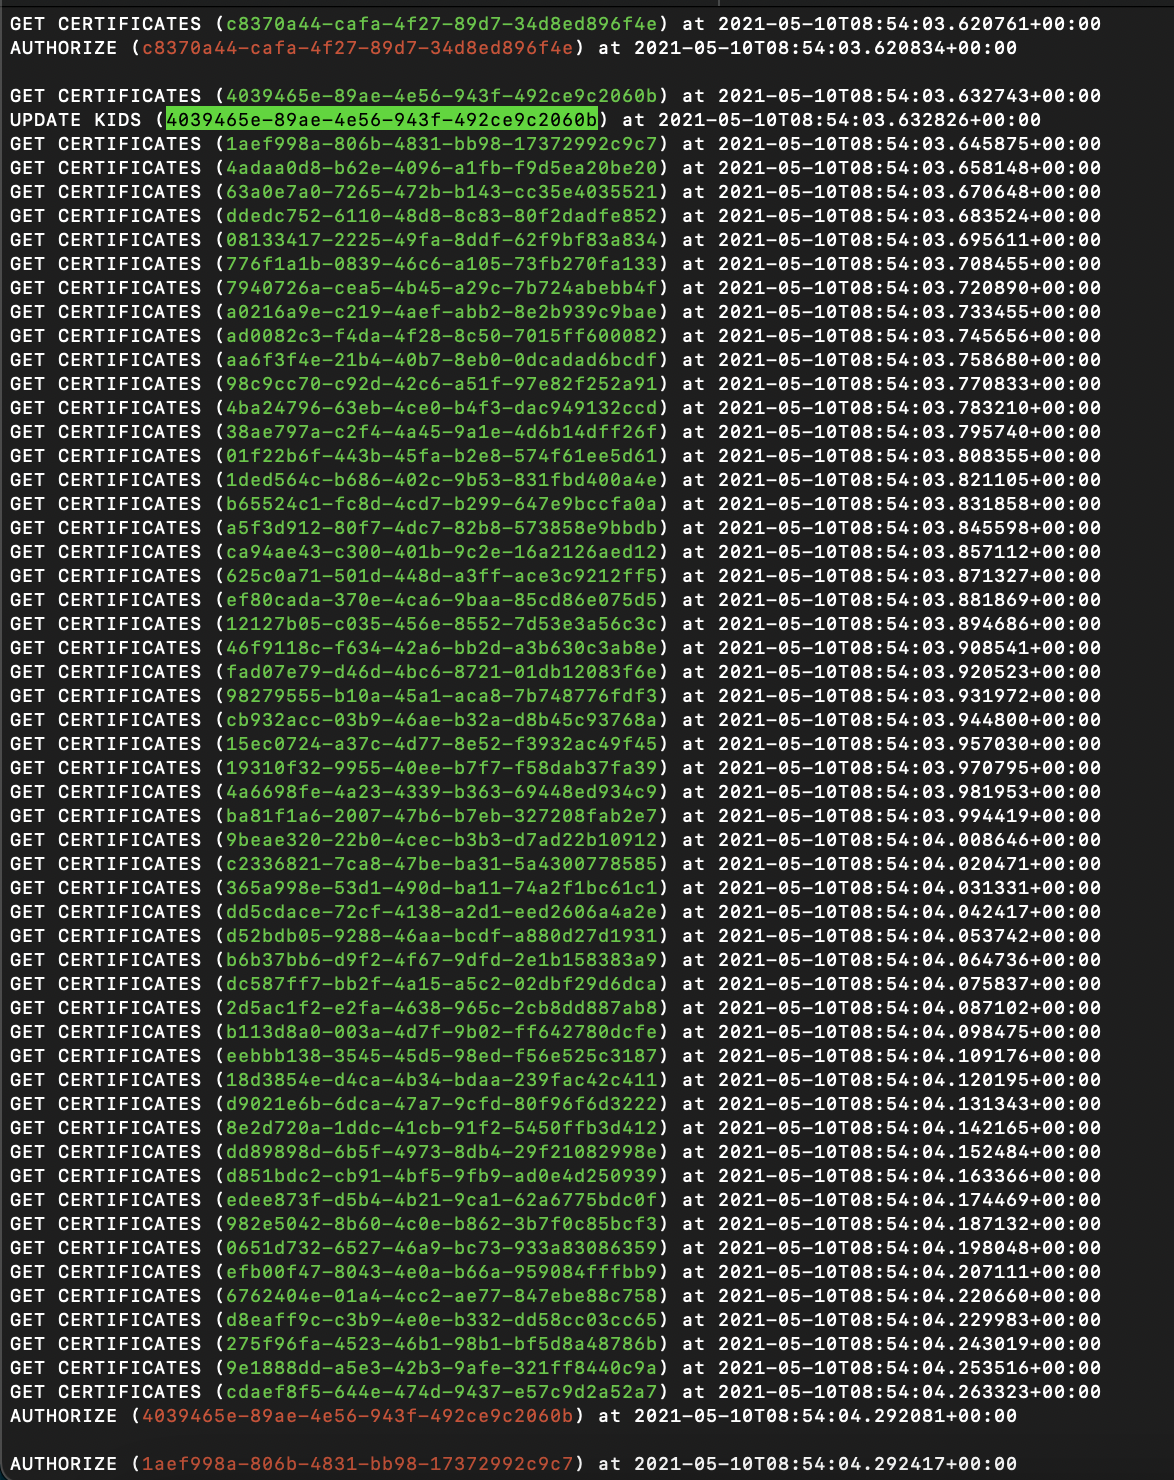 GET CERTIFICATES (c8370a44-cafa-4f27-89d7-34d8ed896f4e) at 2021-05-10T08:54:03.620761+00:00
AUTHORIZE (c8370a44-cafa-4f27-89d7-34d8ed896f4e) at 2021-05-10T08:54:03.620834+00:00
GET CERTIFICATES (4039465e-89ae-4e56-943f-492ce9c2060b) at 2021-05-10T08:54:03.632743+00:00
UPDATE KIDS (4039465e-89ae-4e56-943f-492ce9c2060b) at 2021-05-10T08:54:03.632826+00:00
GET CERTIFICATES (1aef998a-806b-4831-bb98-17372992c9c7) at 2021-05-10T08:54:03.645875+00:00
GET CERTIFICATES (4adaa0d8-b62e-4096-a1fb-f9d5ea20be20) at 2021-05-10T08:54:03.658148+00:00
GET CERTIFICATES (63a0e7a0-7265-472b-b143-cc35e4035521) at 2021-05-10T08:54:03.670648+00:00
GET CERTIFICATES (ddedc752-6110-48d8-8c83-80f2dadfe852) at 2021-05-10T08:54:03.683524+00:00
GET CERTIFICATES (08133417-2225-49fa-8ddf-62f9bf83a834) at 2021-05-10T08:54:03.695611+00:00
GET CERTIFICATES (776f1a1b-0839-46c6-a105-73fb270fa133) at 2021-05-10T08:54:03.708455+00:00
GET CERTIFICATES (7940726a-cea5-4b45-a29c-7b724abebb4f) at 2021-05-10T08:54:03.720890+00:00
GET CERTIFICATES (a0216a9e-c219-4aef-abb2-8e2b939c9bae) at 2021-05-10T08:54:03.733455+00:00
GET CERTIFICATES (ad0082c3-f4da-4f28-8c50-7015ff600082) at 2021-05-10T08:54:03.745656+00:00
GET CERTIFICATES (aa6f3f4e-21b4-40b7-8eb0-0dcadad6bcdf) at 2021-05-10T08:54:03.758680+00:00
GET CERTIFICATES (98c9cc70-c92d-42c6-a51f-97e82f252a91) at 2021-05-10T08:54:03.770833+00:00
GET CERTIFICATES (4ba24796-63eb-4ce0-b4f3-dac949132ccd) at 2021-05-10T08:54:03.783210+00:00
GET CERTIFICATES (38ae797a-c2f4-4a45-9a1e-4d6b14dff26f) at 2021-05-10T08:54:03.795740+00:00
GET CERTIFICATES (01f22b6f-443b-45fa-b2e8-574f61ee5d61) at 2021-05-10T08:54:03.808355+00:00
GET CERTIFICATES (1ded564c-b686-402c-9b53-831fbd400a4e) at 2021-05-10T08:54:03.821105+00:00
GET CERTIFICATES (b65524c1-fc8d-4cd7-b299-647e9bccfa0a) at 2021-05-10T08:54:03.831858+00:00
GET CERTIFICATES (a5f3d912-80f7-4dc7-82b8-573858e9bbdb) at 2021-05-10T08:54:03.845598+00:00
GET CERTIFICATES (ca94ae43-c300-401b-9c2e-16a2126aed12) at 2021-05-10T08:54:03.857112+00:00
GET CERTIFICATES (625c0a71-501d-448d-a3ff-ace3c9212ff5) at 2021-05-10T08:54:03.871327+00:00
GET CERTIFICATES (ef80cada-370e-4ca6-9baa-85cd86e075d5) at 2021-05-10T08:54:03.881869+00:00
GET CERTIFICATES (12127b05-c035-456e-8552-7d53e3a56c3c) at 2021-05-10T08:54:03.894686+00:00
GET CERTIFICATES (46f9118c-f634-42a6-bb2d-a3b630c3ab8e) at 2021-05-10T08:54:03.908541+00:00
GET CERTIFICATES (fad07e79-d46d-4bc6-8721-01db12083f6e) at 2021-05-10T08:54:03.920523+00:00
GET CERTIFICATES (98279555-b10a-45a1-aca8-7b748776fdf3) at 2021-05-10T08:54:03.931972+00:00
GET CERTIFICATES (cb932acc-03b9-46ae-b32a-d8b45c93768a) at 2021-05-10T08:54:03.944800+00:00
GET CERTIFICATES (15ec0724-a37c-4d77-8e52-f3932ac49f45) at 2021-05-10T08:54:03.957030+00:00
GET CERTIFICATES (19310f32-9955-40ee-b7f7-f58dab37fa39) at 2021-05-10T08:54:03.970795+00:00
GET CERTIFICATES (4a6698fe-4a23-4339-b363-69448ed934c9) at 2021-05-10T08:54:03.981953+00:00
GET CERTIFICATES (ba81f1a6-2007-47b6-b7eb-327208fab2e7) at 2021-05-10T08:54:03.994419+00:00
GET CERTIFICATES (9beae320-22b0-4cec-b3b3-d7ad22b10912) at 2021-05-10T08:54:04.008646+00:00
GET CERTIFICATES (c2336821-7ca8-47be-ba31-5a4300778585) at 2021-05-10T08:54:04.020471+00:00
GET CERTIFICATES (365a998e-53d1-490d-ba11-74a2f1bc61c1) at 2021-05-10T08:54:04.031331+00:00
GET CERTIFICATES (dd5cdace-72cf-4138-a2d1-eed2606a4a2e) at 2021-05-10T08:54:04.042417+00:00
GET CERTIFICATES (d52bdb05-9288-46aa-bcdf-a880d27d1931) at 2021-05-10T08:54:04.053742+00:00
GET CERTIFICATES (b6b37bb6-d9f2-4f67-9dfd-2e1b158383a9) at 2021-05-10T08:54:04.064736+00:00
GET CERTIFICATES (dc587ff7-bb2f-4a15-a5c2-02dbf29d6dca) at 2021-05-10T08:54:04.075837+00:00
GET CERTIFICATES (2d5ac1f2-e2fa-4638-965c-2cb8dd887ab8) at 2021-05-10T08:54:04.087102+00:00
GET CERTIFICATES (b113d8a0-003a-4d7f-9b02-ff642780dcfe) at 2021-05-10T08:54:04.098475+00:00
GET CERTIFICATES (eebbb138-3545-45d5-98ed-f56e525c3187) at 2021-05-10T08:54:04.109176+00:00
GET CERTIFICATES (18d3854e-d4ca-4b34-bdaa-239fac42c411) at 2021-05-10T08:54:04.120195+00:00
GET CERTIFICATES (d9021e6b-6dca-47a7-9cfd-80f96f6d3222) at 2021-05-10T08:54:04.131343+00:00
GET CERTIFICATES (8e2d720a-1ddc-41cb-91f2-5450ffb3d412) at 2021-05-10T08:54:04.142165+00:00
GET CERTIFICATES (dd89898d-6b5f-4973-8db4-29f21082998e) at 2021-05-10T08:54:04.152484+00:00
GET CERTIFICATES (d851bdc2-cb91-4bf5-9fb9-ad0e4d250939) at 2021-05-10T08:54:04.163366+00:00
GET CERTIFICATES (edee873f-d5b4-4b21-9ca1-62a6775bdc0f) at 2021-05-10T08:54:04.174469+00:00
GET CERTIFICATES (982e5042-8b60-4c0e-b862-3b7f0c85bcf3) at 2021-05-10T08:54:04.187132+00:00
GET CERTIFICATES (0651d732-6527-46a9-bc73-933a83086359) at 2021-05-10T08:54:04.198048+00:00
GET CERTIFICATES (efb00f47-8043-4e0a-b66a-959084fffbb9) at 2021-05-10T08:54:04.207111+00:00
GET CERTIFICATES (6762404e-01a4-4cc2-ae77-847ebe88c758) at 2021-05-10T08:54:04.220660+00:00
GET CERTIFICATES (d8eaff9c-c3b9-4e0e-b332-dd58cc03cc65) at 2021-05-10T08:54:04.229983+00:00
GET CERTIFICATES (275f96fa-4523-46b1-98b1-bf5d8a48786b) at 2021-05-10T08:54:04.243019+00:00
GET CERTIFICATES (9e1888dd-a5e3-42b3-9afe-321ff8440c9a) at 2021-05-10T08:54:04.253516+00:00
GET CERTIFICATES (cdaef8f5-644e-474d-9437-e57c9d2a52a7) at 2021-05-10T08:54:04.263323+00:00
AUTHORIZE (4039465e-89ae-4e56-943f-492ce9c2060b) at 2021-05-10T08:54:04.292081+00:00
AUTHORIZE (1aef998a-806b-4831-bb98-17372992c9c7) at 2021-05-10T08:54:04.292417+00:00